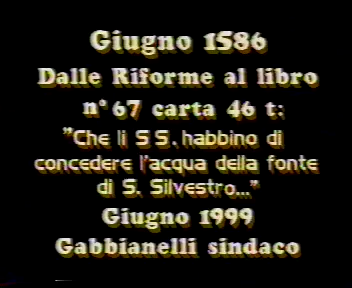 Giugno 1586
Dalle Riforme al libro
n° 67 carta 46 t:
"Che li S S. habbino di
concedere l'acqua della fonte
di S. Silvestro..."
Giugno 1999
Gabbianelli sindaco